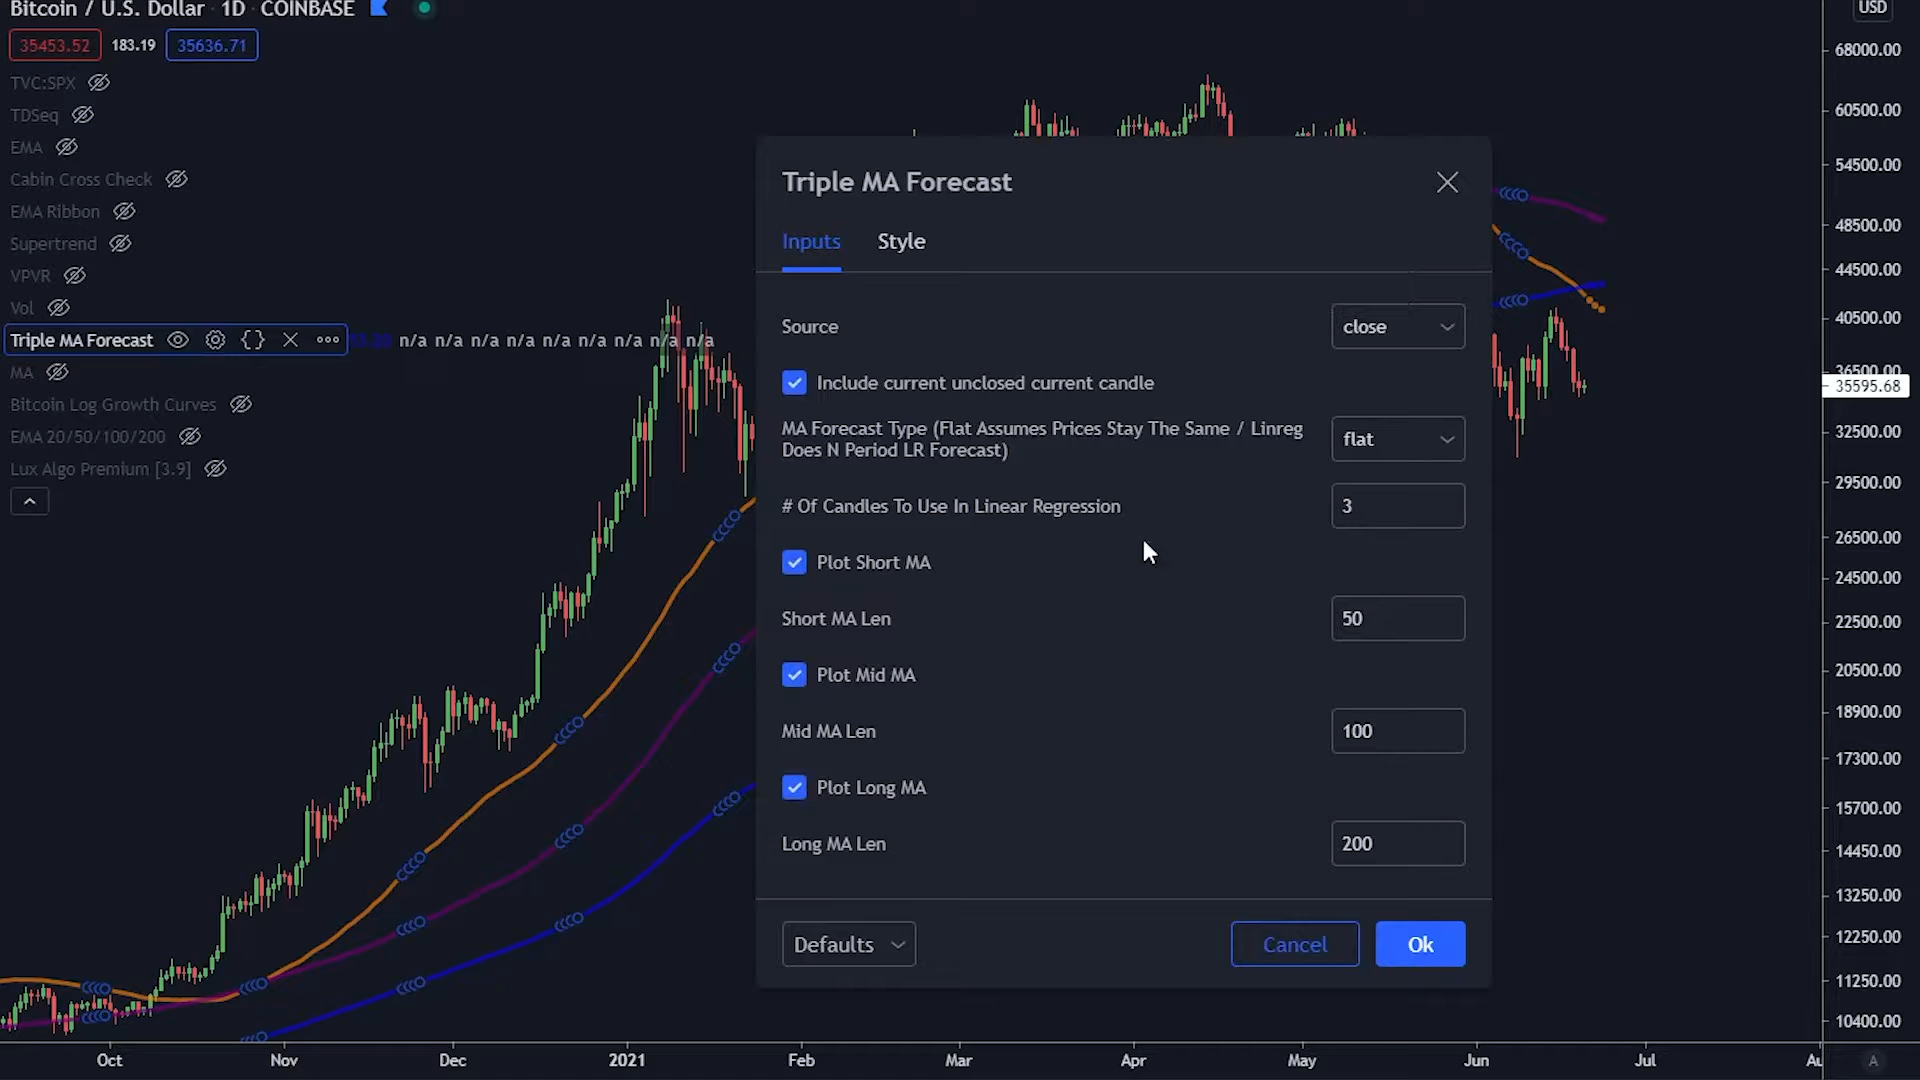 Bitcoin / U.S. Dollar · 1D · COINBASE
35453.52 183.19 35636.71
TVC:SPX
TDSeq
EMA
Cabin Cross Check
EMA Ribbon
Supertrend
VPVR
Vol
Triple MA Forecast n/a n/a n/a n/a n/a n/a n/a n/a n/a
MA
Bitcoin Log Growth Curves
EMA 20/50/100/200
Lux Algo Premium [3.9]
Triple MA Forecast
Inputs Style
Source close
Include current unclosed current candle
MA Forecast Type (Flat Assumes Prices Stay The Same / Linreg
Does N Period LR Forecast) flat
# Of Candles To Use In Linear Regression 3
Plot Short MA
Short MA Len 50
Plot Mid MA
Mid MA Len 100
Plot Long MA
Long MA Len 200
Defaults Cancel Ok
USD
68000.00
60500.00
54500.00
48500.00
44500.00
40500.00
36500.00
35595.68
32500.00
29500.00
26500.00
24500.00
22500.00
20500.00
18900.00
17300.00
15700.00
14450.00
13250.00
12250.00
11250.00
10400.00
Oct Nov Dec 2021 Feb Mar Apr May Jun Jul A